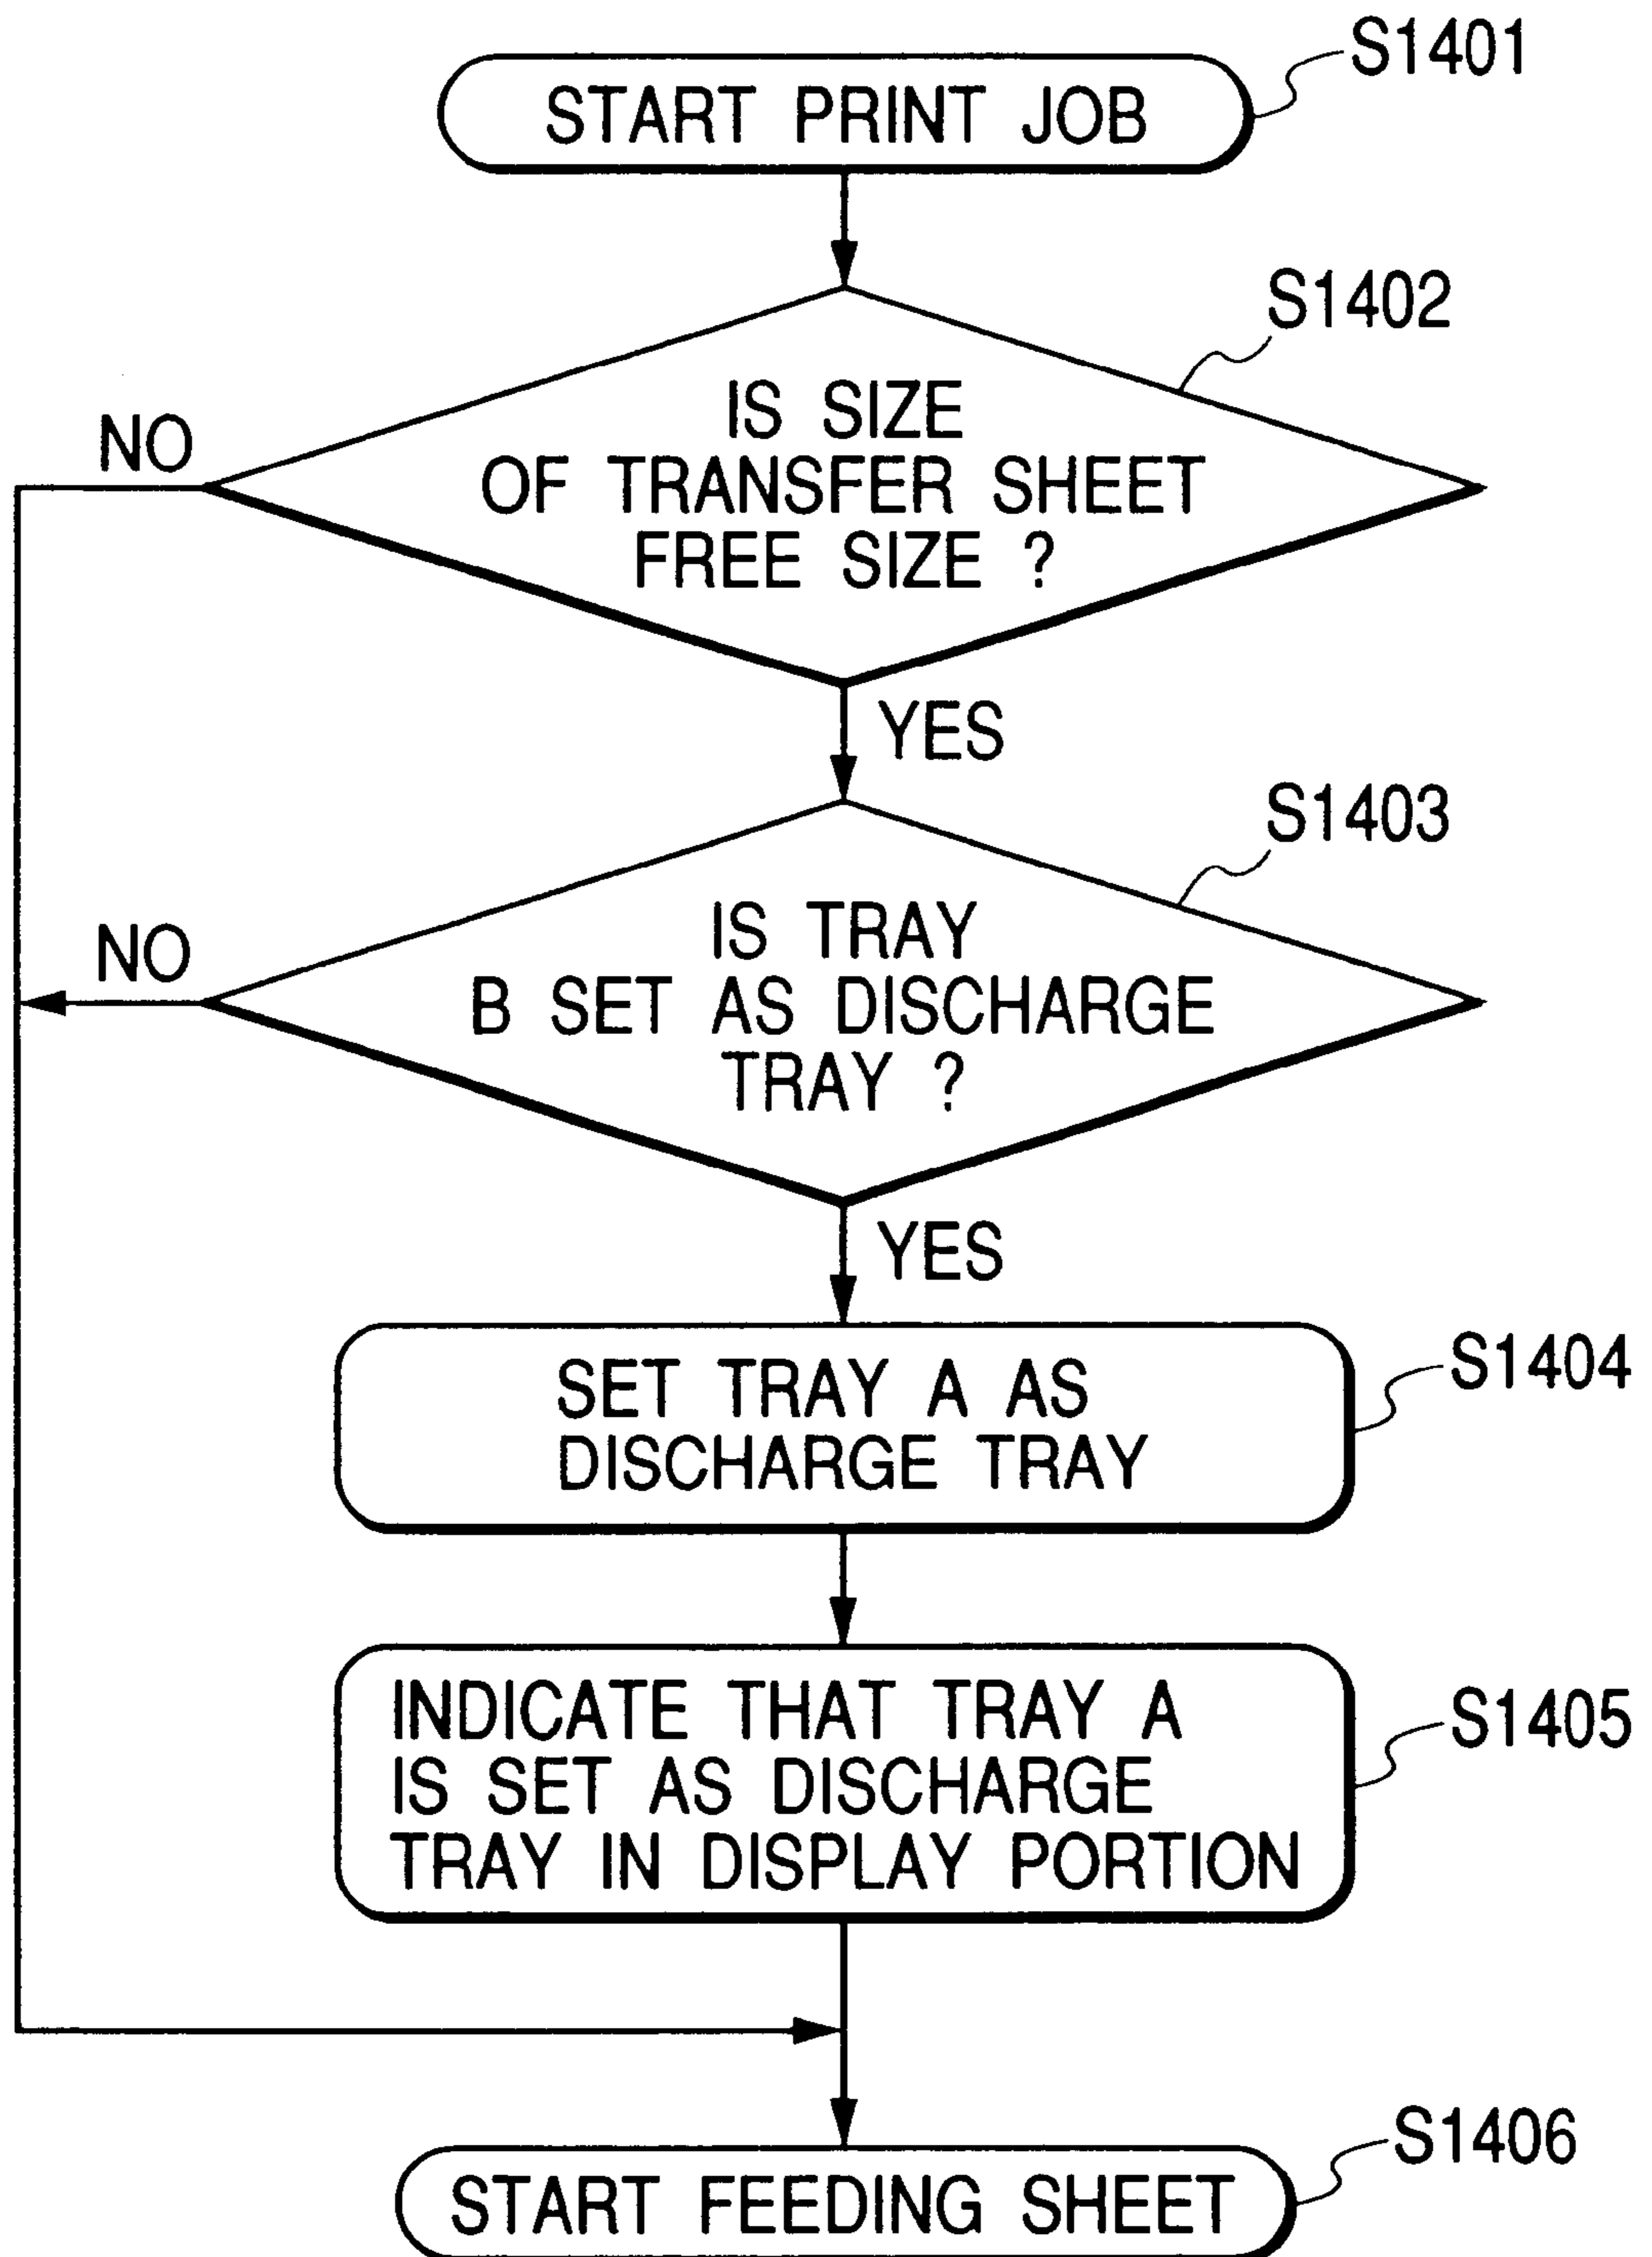 S1401
START PRINT JOB
S1402
IS SIZE
OF TRANSFER SHEET
FREE SIZE ?
NO
YES
S1403
IS TRAY
B SET AS DISCHARGE
TRAY ?
NO
YES
S1404
SET TRAY A AS
DISCHARGE TRAY
S1405
INDICATE THAT TRAY A
IS SET AS DISCHARGE
TRAY IN DISPLAY PORTION
S1406
START FEEDING SHEET